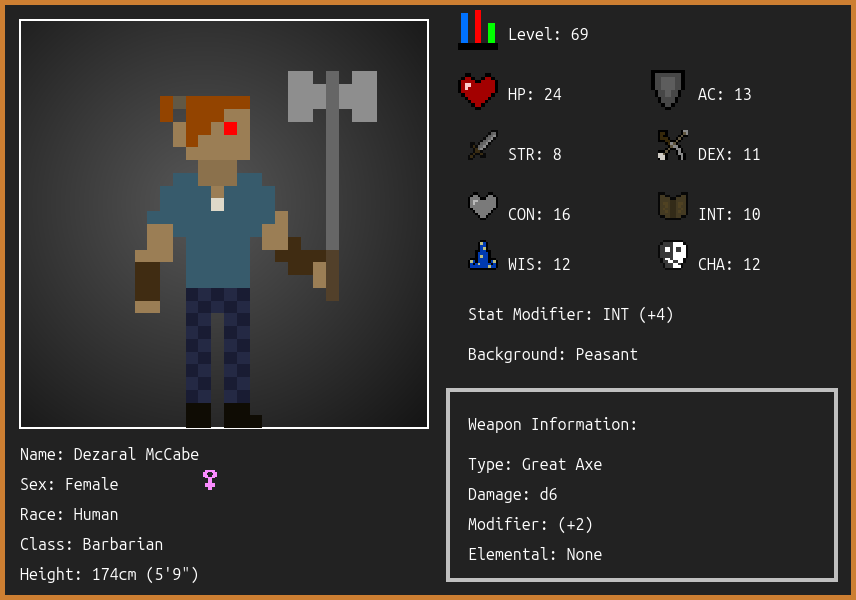 Level: 69
HP: 24
AC: 13
STR: 8
DEX: 11
CON: 16
INT: 10
WIS: 12
CHA: 12
Stat Modifier: INT (+4)
Background: Peasant
Weapon Information:
Type: Great Axe
Damage: d6
Modifier: (+2)
Elemental: None
Name: Dezaral McCabe
Sex: Female
Race: Human
Class: Barbarian
Height: 174cm (5'9")